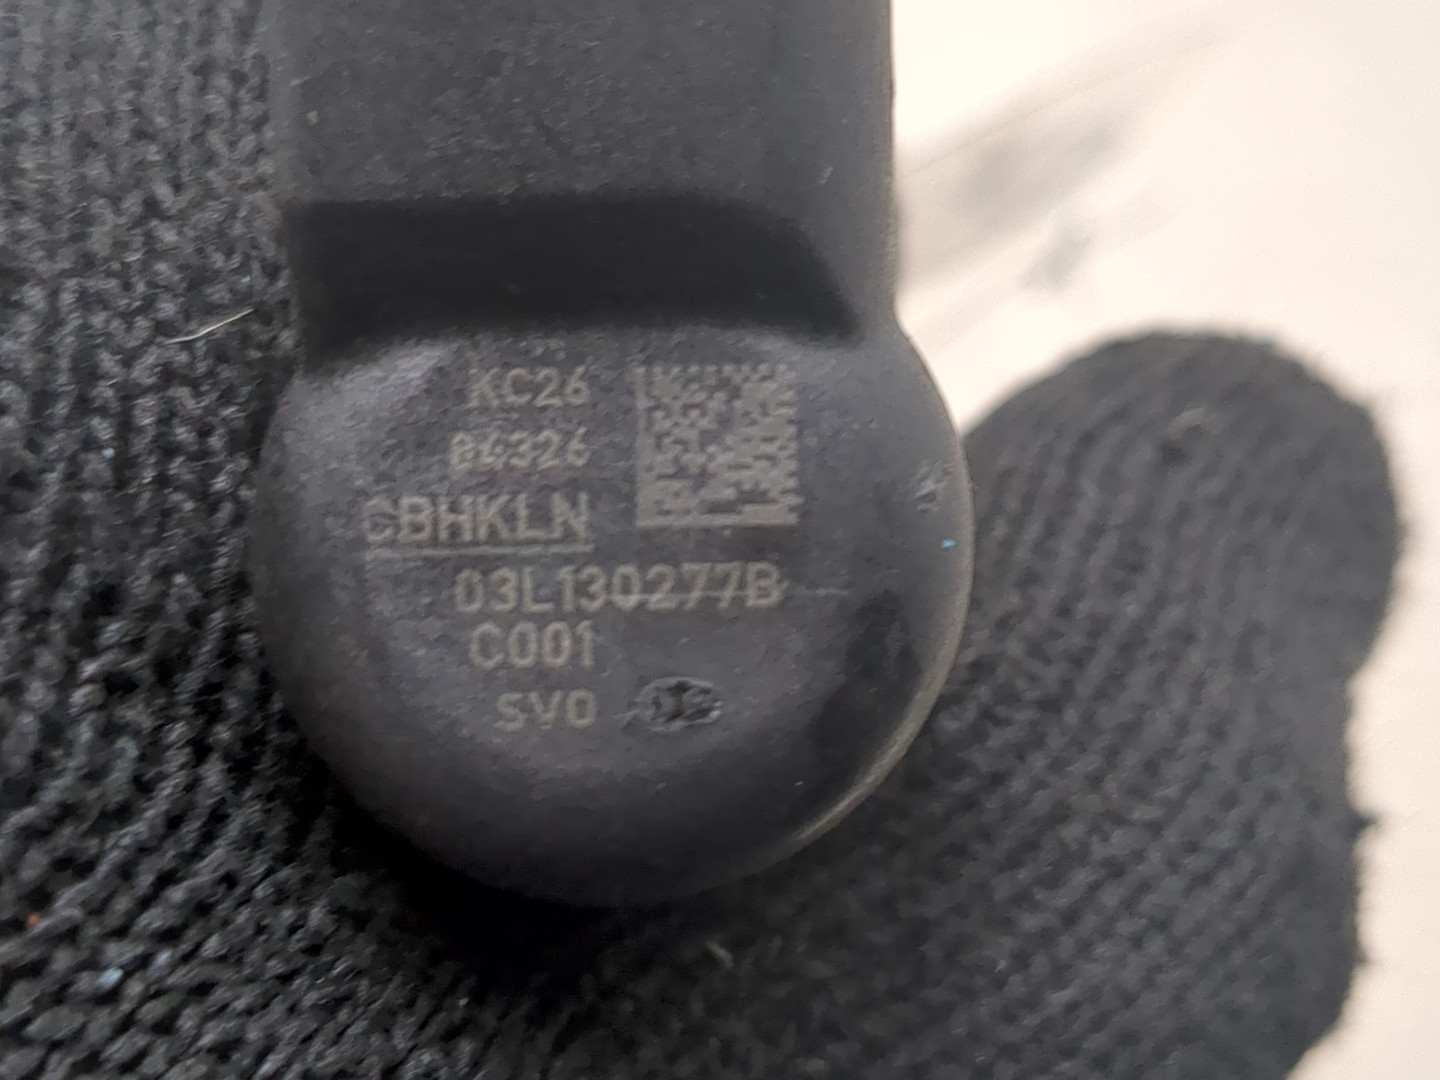 KC26
84326
CBHKLN
03L130277B
C001
SV0